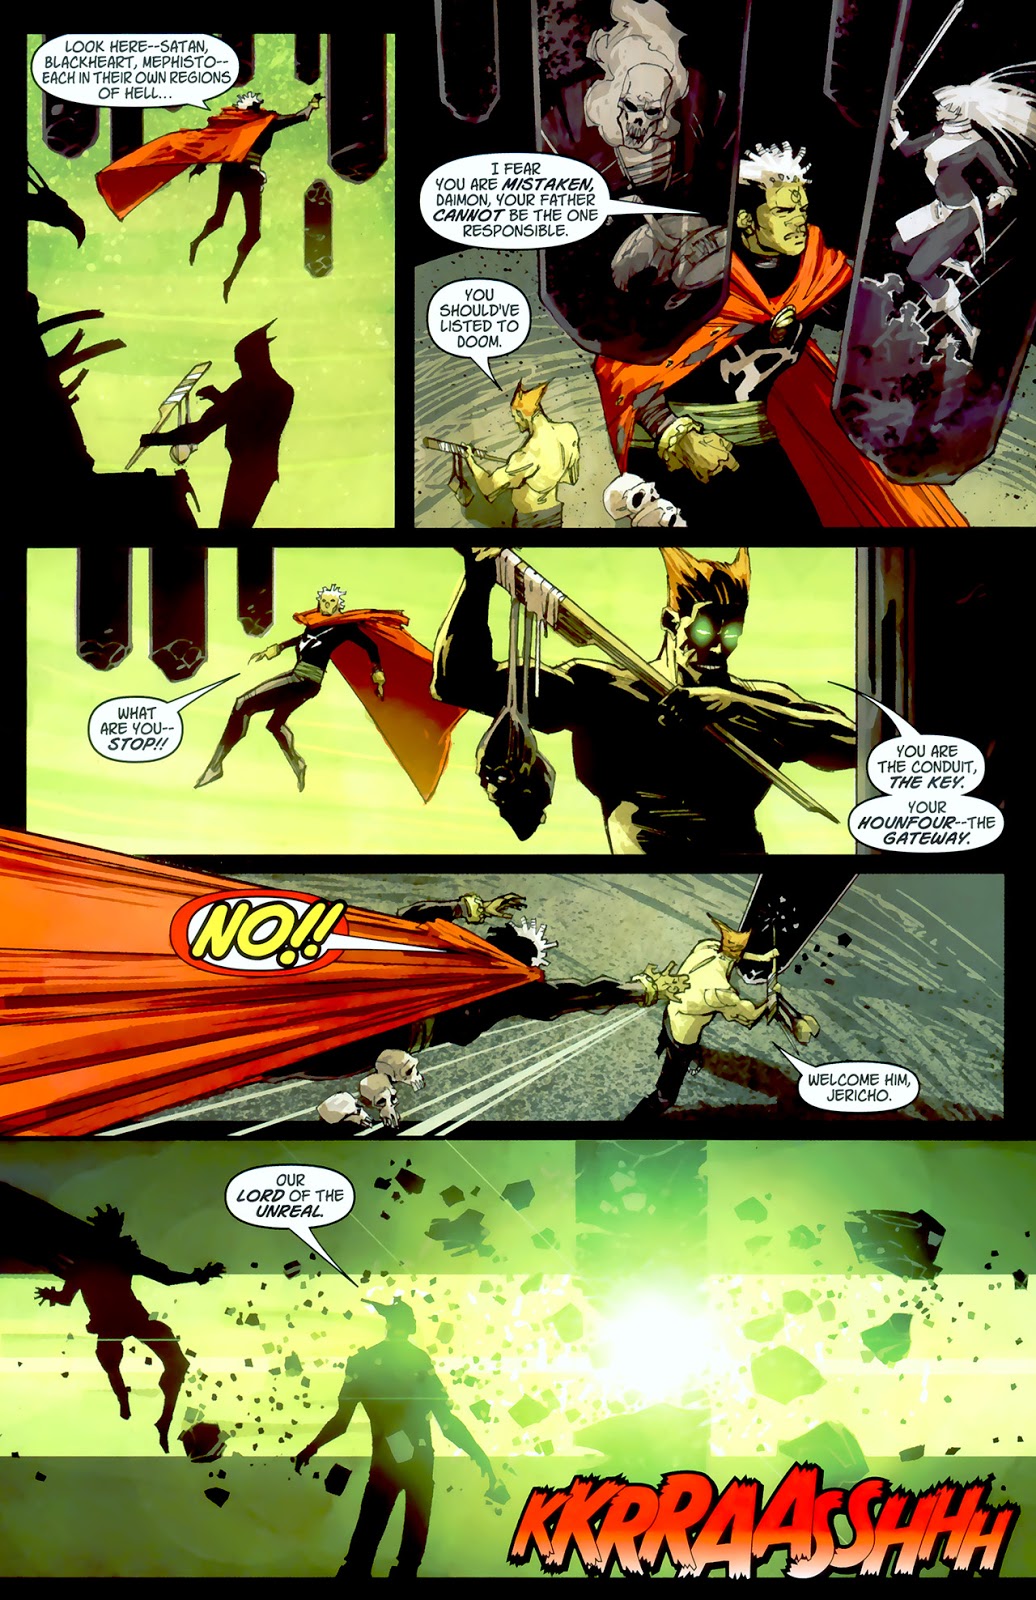 LOOK HERE--SATAN,
BLACKHEART, MEPHISTO--
EACH IN THEIR OWN REGIONS
OF HELL...
I FEAR
YOU ARE MISTAKEN,
DAIMON, YOUR FATHER
CANNOT BE THE ONE
RESPONSIBLE.
YOU
SHOULD'VE
LISTED TO
DOOM.
WHAT
ARE YOU--
STOP!!
YOU ARE
THE CONDUIT,
THE KEY.
YOUR
HOUNFOUR--THE
GATEWAY.
NO!!
WELCOME HIM,
JERICHO.
OUR
LORD OF THE
UNREAL.
KKRRAASSHHH